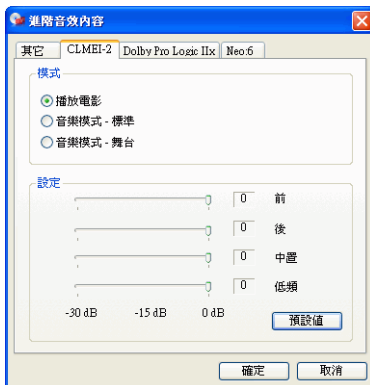 進階音效內容
其它 CLMEI-2 Dolby Pro Logic IIx Neo:6
模式
播放電影
音樂模式 - 標準
音樂模式 - 舞台
設定
0 前
0 後
0 中置
0 低頻
-30 dB -15 dB 0 dB
預設値
確定 取消